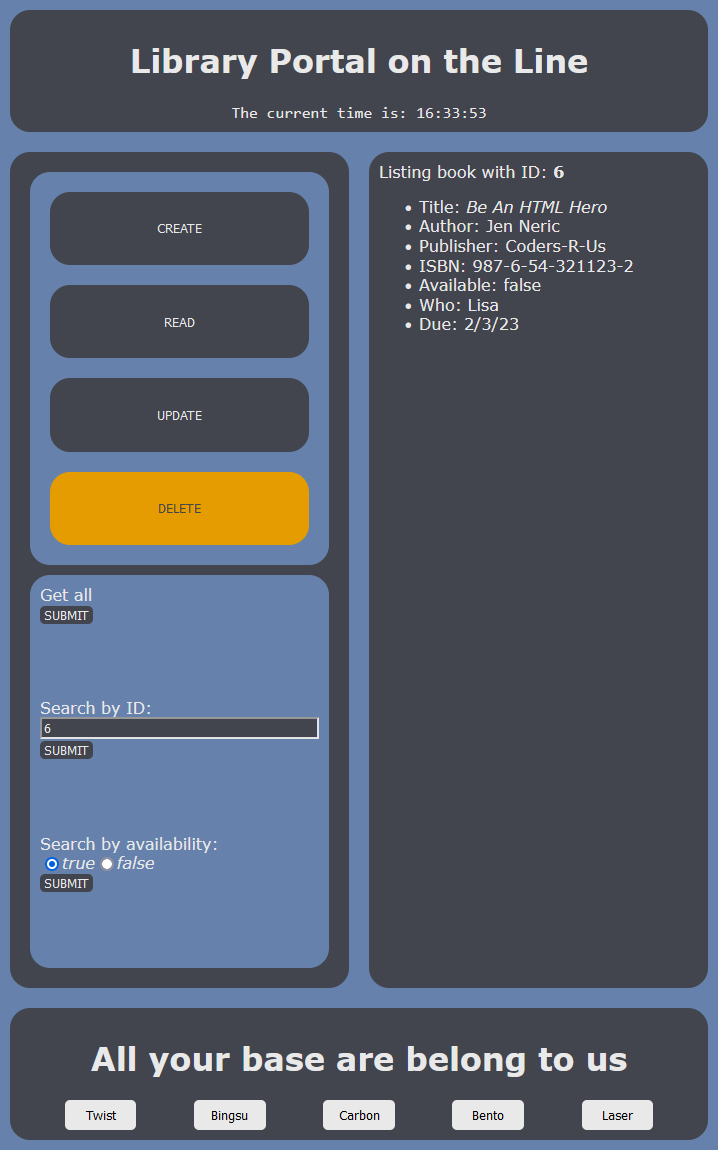 Library Portal on the Line
The current time is: 16:33:53
CREATE
READ
UPDATE
DELETE
Get all
SUBMIT
Search by ID:
6
SUBMIT
Search by availability:
true false
SUBMIT
Listing book with ID: 6
• Title: Be An HTML Hero
• Author: Jen Neric
• Publisher: Coders-R-Us
• ISBN: 987-6-54-321123-2
• Available: false
• Who: Lisa
• Due: 2/3/23
All your base are belong to us
Twist Bingsu Carbon Bento Laser